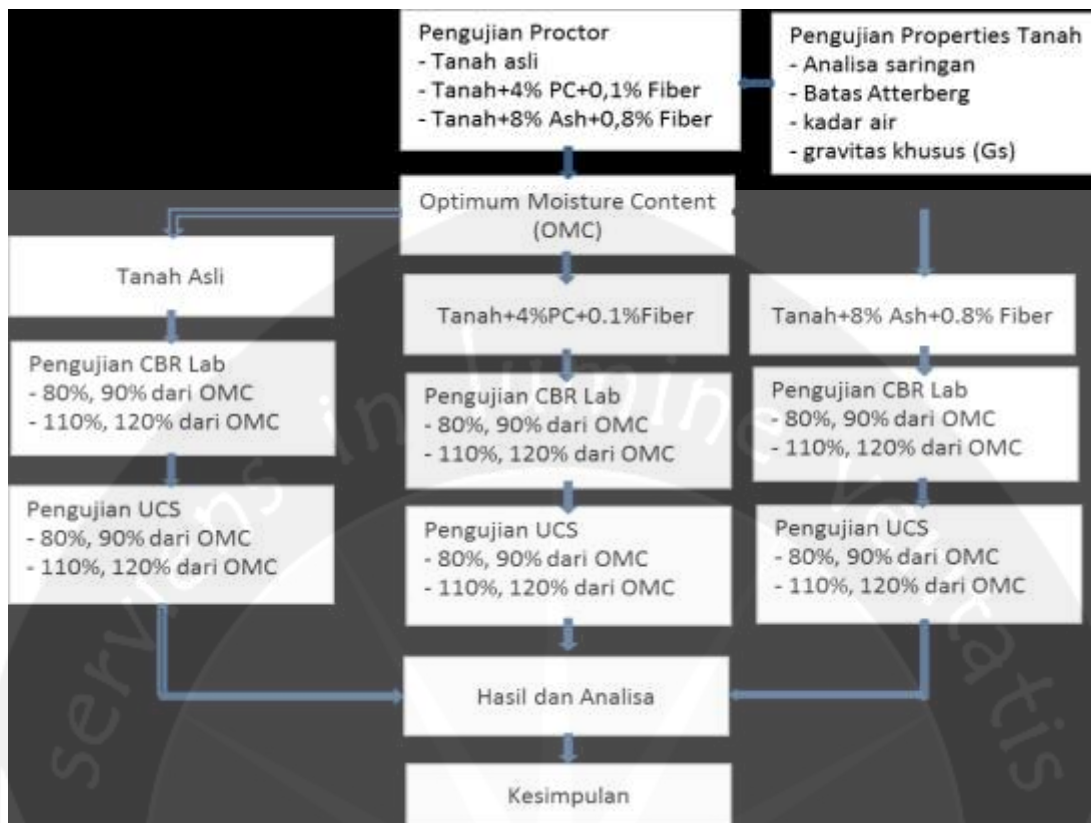 Pengujian Proctor
- Tanah asli
- Tanah+4% PC+0,1% Fiber
- Tanah+8% Ash+0,8% Fiber
Pengujian Properties Tanah
- Analisa saringan
- Batas Atterberg
- kadar air
- gravitas khusus (Gs)
Optimum Moisture Content
(OMC)
Tanah Asli
Tanah+4%PC+0.1%Fiber
Tanah+8% Ash+0.8% Fiber
Pengujian CBR Lab
- 80%, 90% dari OMC
- 110%, 120% dari OMC
Pengujian CBR Lab
- 80%, 90% dari OMC
- 110%, 120% dari OMC
Pengujian CBR Lab
- 80%, 90% dari OMC
- 110%, 120% dari OMC
Pengujian UCS
- 80%, 90% dari OMC
- 110%, 120% dari OMC
Pengujian UCS
- 80%, 90% dari OMC
- 110%, 120% dari OMC
Pengujian UCS
- 80%, 90% dari OMC
- 110%, 120% dari OMC
Hasil dan Analisa
Kesimpulan
serviens in lumine veritatis